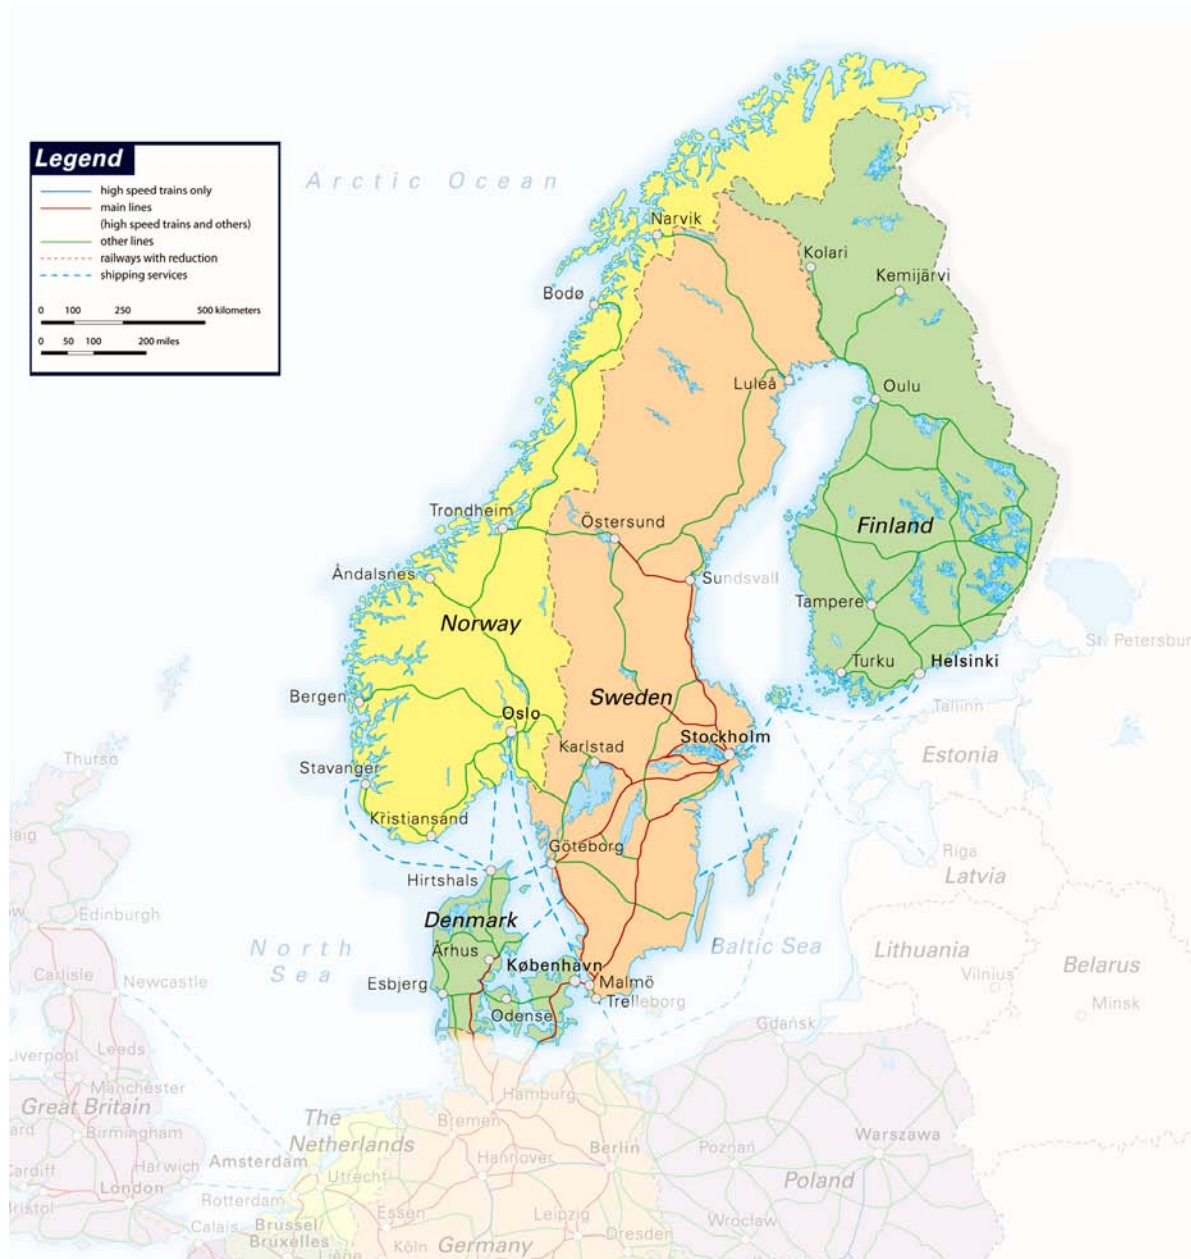 Legend
high speed trains only
main lines
(high speed trains and others)
other lines
railways with reduction
shipping services
0 100 250 500 kilometers
0 50 100 200 miles
Arctic Ocean
Narvik
Kolari
Kemijärvi
Bodø
Luleå
Oulu
Trondheim
Östersund
Finland
Åndalsnes
Sundsvall
Tampere
Norway
St. Petersbur
Turku
Helsinki
Bergen
Sweden
Oslo
Tallinn
Stockholm
Karlstad
Estonia
Thurso
Stavanger
Kristiansand
laig
Göteborg
Riga
Latvia
Hirtshals
Edinburgh
Denmark
North
Sea
Baltic Sea
Lithuania
Århus
København
Belarus
Carlisle
Newcastle
Esbjerg
Malmö
Vilnius
Trelleborg
Minsk
Odense
Gdańsk
Liverpool
Leeds
Manchester
Hamburg
Great Britain
The
Netherlands
Bremen
Birmingham
Warszawa
Hannover
Berlin
Poznań
Cardiff
Harwich
Amsterdam
Utrecht
Poland
London
Rotterdam
Bristol
Calais
Brussel/
Bruxelles
Essen
Leipzig
Wrocław
Dresden
Köln
Germany
Liège